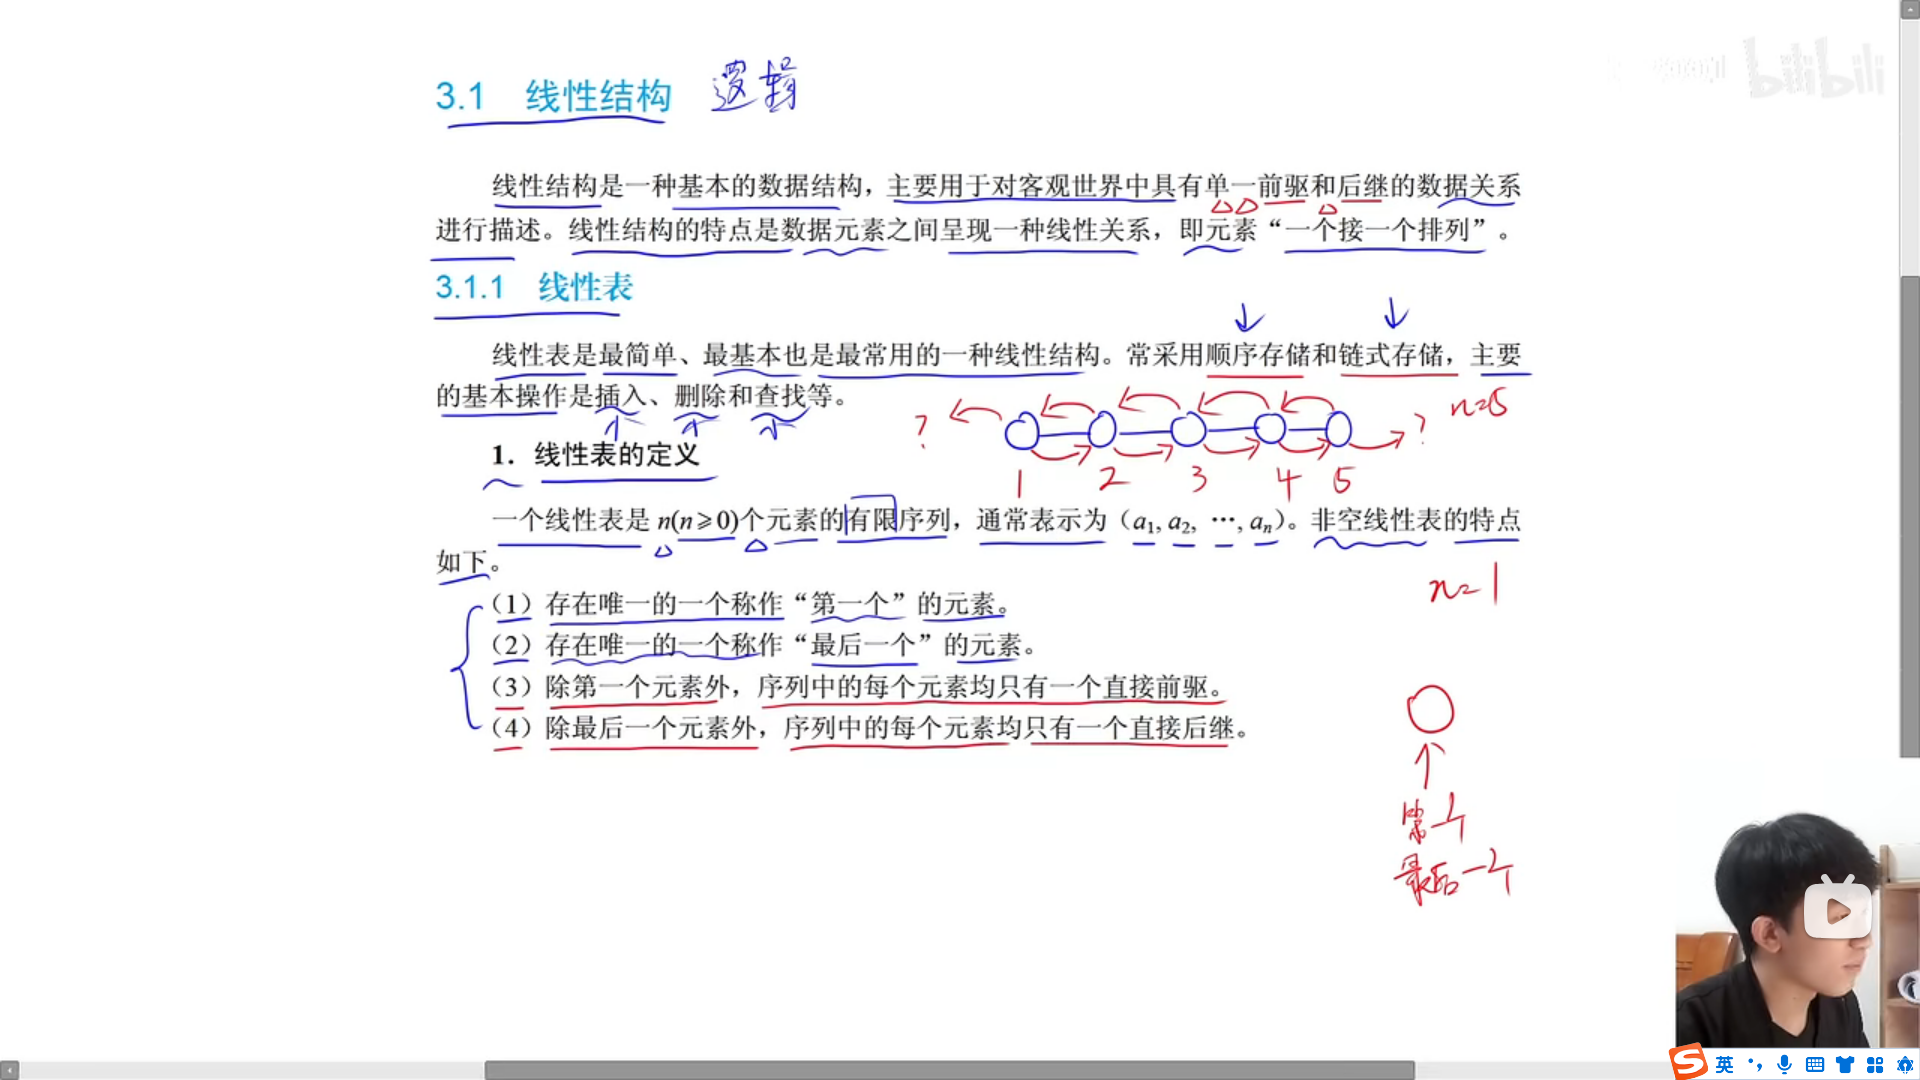 3.1 线性结构 逻辑
bilibili
线性结构是一种基本的数据结构，主要用于对客观世界中具有单一前驱和后继的数据关系
进行描述。线性结构的特点是数据元素之间呈现一种线性关系，即元素“一个接一个排列”。
3.1.1 线性表
线性表是最简单、最基本也是最常用的一种线性结构。常采用顺序存储和链式存储，主要
的基本操作是插入、删除和查找等。
n=5
? ?
1 2 3 4 5
1．线性表的定义
一个线性表是 n(n≥0)个元素的有限序列，通常表示为（a₁, a₂, …, aₙ）。非空线性表的特点
如下。
n=1
（1）存在唯一的一个称作“第一个”的元素。
（2）存在唯一的一个称作“最后一个”的元素。
（3）除第一个元素外，序列中的每个元素均只有一个直接前驱。
（4）除最后一个元素外，序列中的每个元素均只有一个直接后继。
第一个
最后一个
英